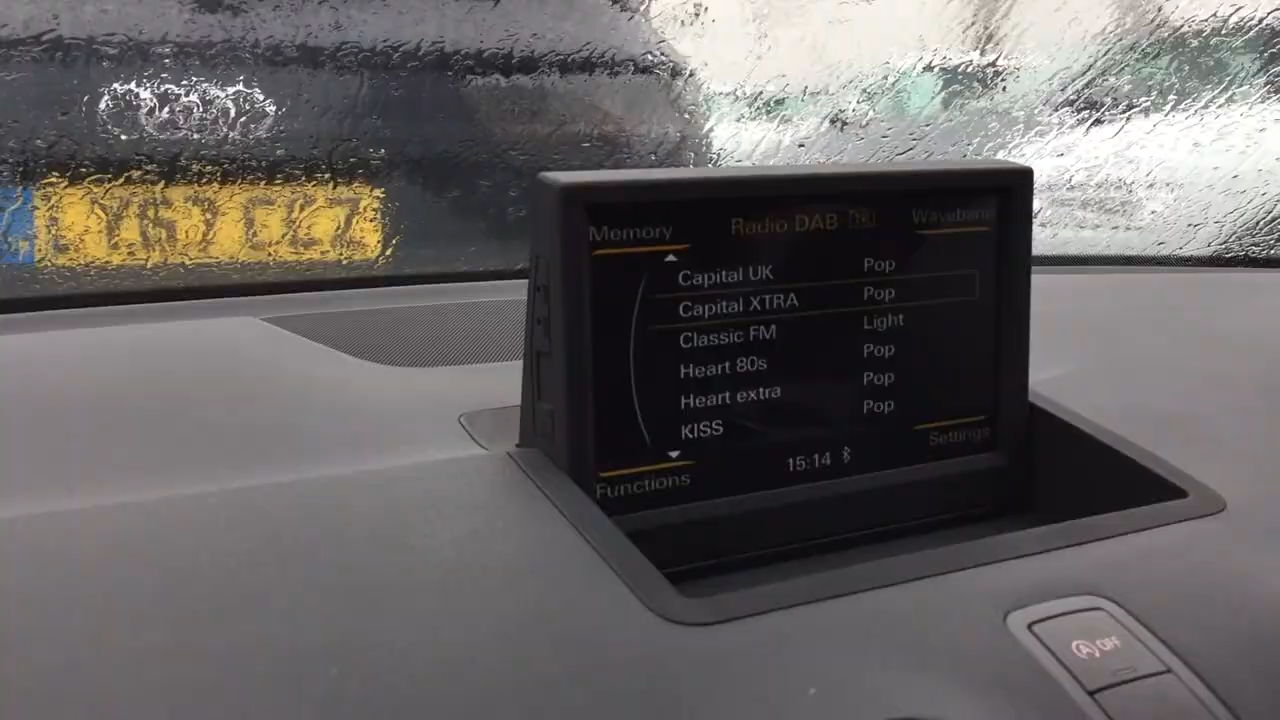 Memory
Radio DAB
Waveband
Capital UK Pop
Capital XTRA Pop
Classic FM Light
Heart 80s Pop
Heart extra Pop
KISS Pop
Settings
15:14
Functions
A OFF